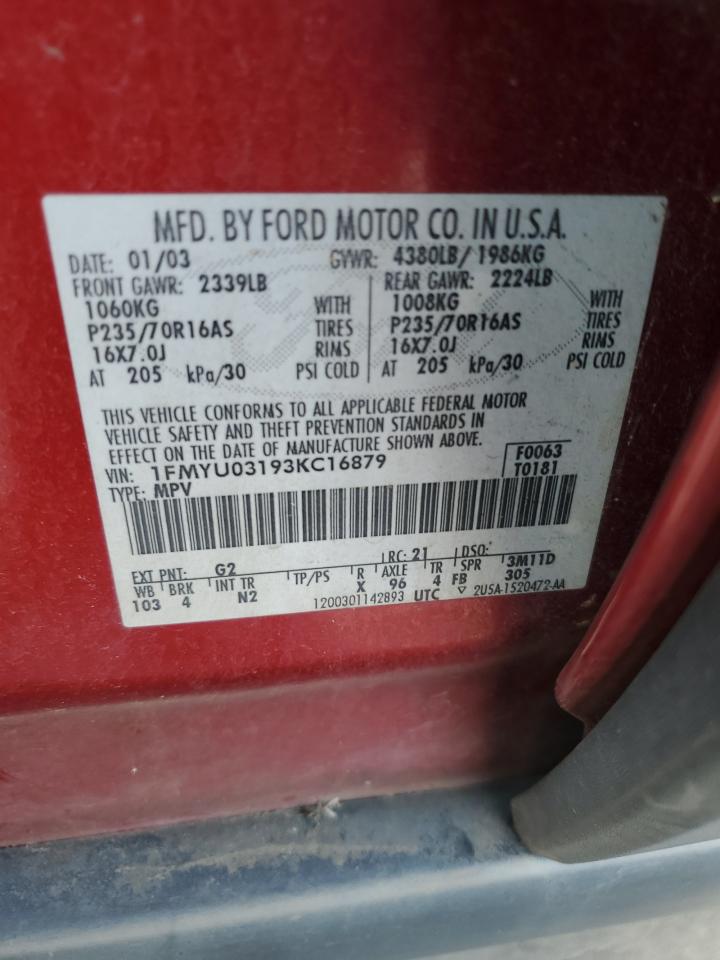 MFD. BY FORD MOTOR CO. IN U.S.A.
DATE: 01/03 GVWR: 4380LB/ 1986KG
FRONT GAWR: 2339LB REAR GAWR: 2224LB
1060KG WITH 1008KG WITH
P235/70R16AS TIRES P235/70R16AS TIRES
16X7.0J RIMS 16X7.0J RIMS
AT 205 kPa/30 PSI COLD AT 205 kPa/30 PSI COLD
THIS VEHICLE CONFORMS TO ALL APPLICABLE FEDERAL MOTOR
VEHICLE SAFETY AND THEFT PREVENTION STANDARDS IN
EFFECT ON THE DATE OF MANUFACTURE SHOWN ABOVE.
VIN: 1FMYU03193KC16879 F0063
TYPE: MPV T0181
EXT PNT: G2 RC: 21 DSO:
WB BRK INT TR TP/PS R AXLE TR SPR 3M11D
103 4 N2 X 96 4 FB 305
1200301142893 UTC ▽ 2U5A-1520472-AA